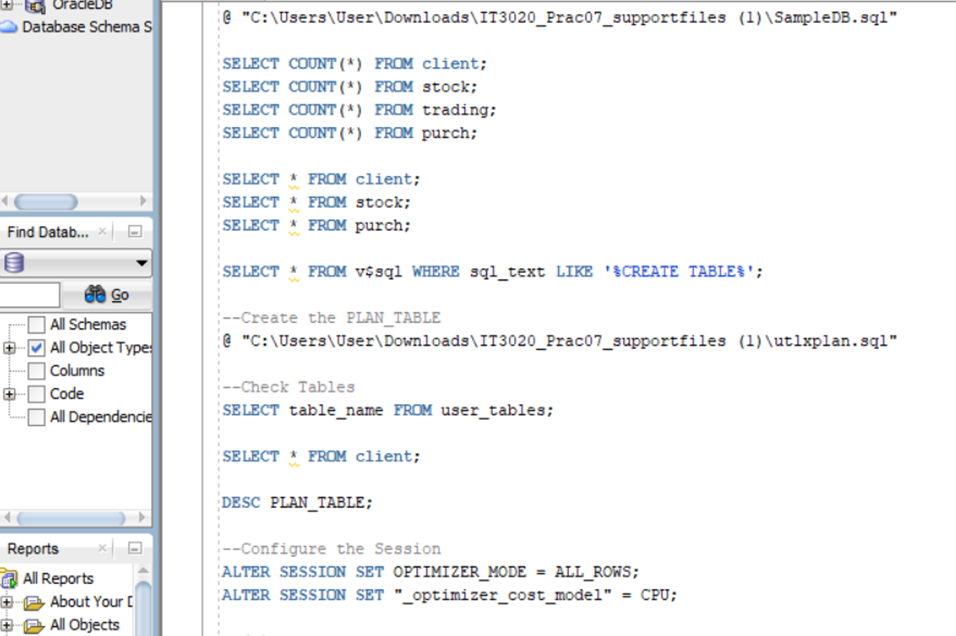 OracleDB
Database Schema S
Find Datab...
Go
All Schemas
All Object Types
Columns
Code
All Dependencie
Reports
All Reports
About Your D
All Objects
@ "C:\Users\User\Downloads\IT3020_Prac07_supportfiles (1)\SampleDB.sql"
SELECT COUNT(*) FROM client;
SELECT COUNT(*) FROM stock;
SELECT COUNT(*) FROM trading;
SELECT COUNT(*) FROM purch;
SELECT * FROM client;
SELECT * FROM stock;
SELECT * FROM purch;
SELECT * FROM v$sql WHERE sql_text LIKE '%CREATE TABLE%';
--Create the PLAN_TABLE
@ "C:\Users\User\Downloads\IT3020_Prac07_supportfiles (1)\utlxplan.sql"
--Check Tables
SELECT table_name FROM user_tables;
SELECT * FROM client;
DESC PLAN_TABLE;
--Configure the Session
ALTER SESSION SET OPTIMIZER_MODE = ALL_ROWS;
ALTER SESSION SET "_optimizer_cost_model" = CPU;